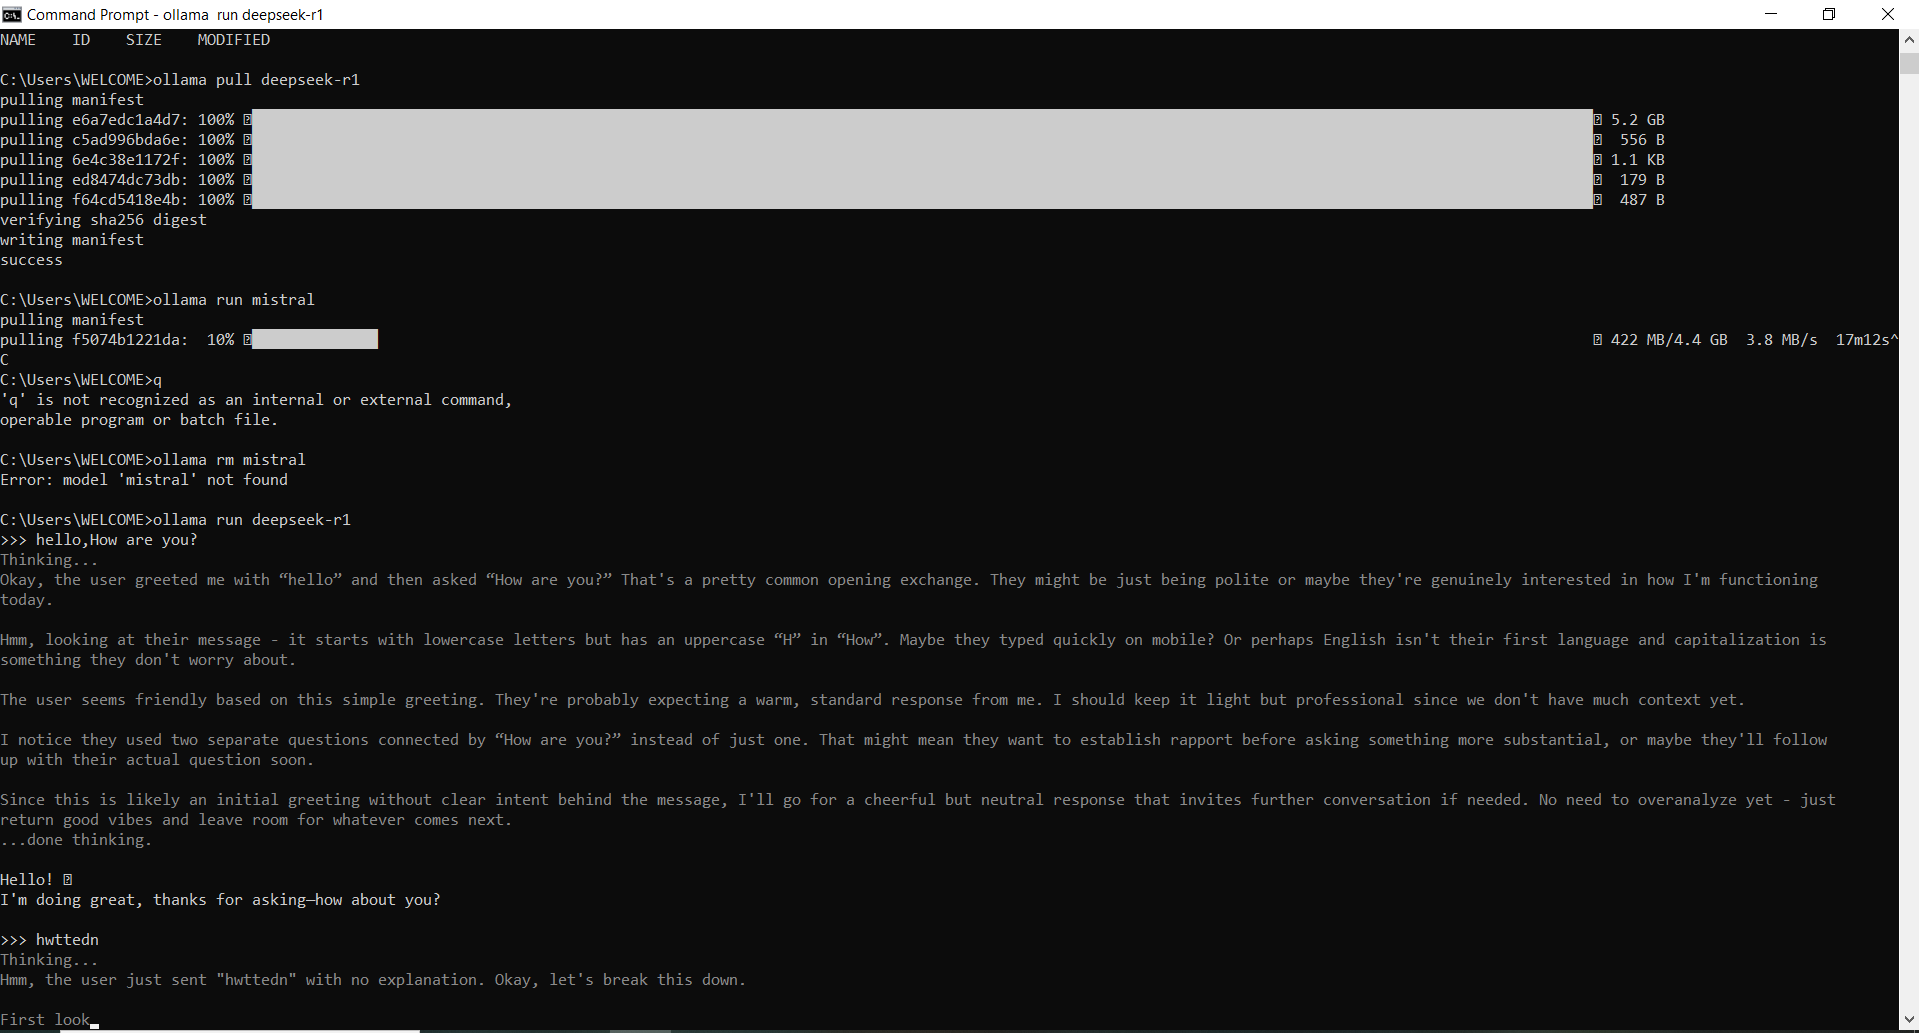 Command Prompt - ollama  run deepseek-r1
NAME    ID    SIZE    MODIFIED
C:\Users\WELCOME>ollama pull deepseek-r1
pulling manifest
pulling e6a7edc1a4d7: 100% 5.2 GB
pulling c5ad996bda6e: 100% 556 B
pulling 6e4c38e1172f: 100% 1.1 KB
pulling ed8474dc73db: 100% 179 B
pulling f64cd5418e4b: 100% 487 B
verifying sha256 digest
writing manifest
success
C:\Users\WELCOME>ollama run mistral
pulling manifest
pulling f5074b1221da:  10% 422 MB/4.4 GB  3.8 MB/s  17m12s^
C
C:\Users\WELCOME>q
'q' is not recognized as an internal or external command,
operable program or batch file.
C:\Users\WELCOME>ollama rm mistral
Error: model 'mistral' not found
C:\Users\WELCOME>ollama run deepseek-r1
>>> hello,How are you?
Thinking...
Okay, the user greeted me with “hello” and then asked “How are you?” That's a pretty common opening exchange. They might be just being polite or maybe they're genuinely interested in how I'm functioning
today.
Hmm, looking at their message - it starts with lowercase letters but has an uppercase “H” in “How”. Maybe they typed quickly on mobile? Or perhaps English isn't their first language and capitalization is
something they don't worry about.
The user seems friendly based on this simple greeting. They're probably expecting a warm, standard response from me. I should keep it light but professional since we don't have much context yet.
I notice they used two separate questions connected by “How are you?” instead of just one. That might mean they want to establish rapport before asking something more substantial, or maybe they'll follow
up with their actual question soon.
Since this is likely an initial greeting without clear intent behind the message, I'll go for a cheerful but neutral response that invites further conversation if needed. No need to overanalyze yet - just
return good vibes and leave room for whatever comes next.
...done thinking.
Hello!
I'm doing great, thanks for asking—how about you?
>>> hwttedn
Thinking...
Hmm, the user just sent "hwttedn" with no explanation. Okay, let's break this down.
First look